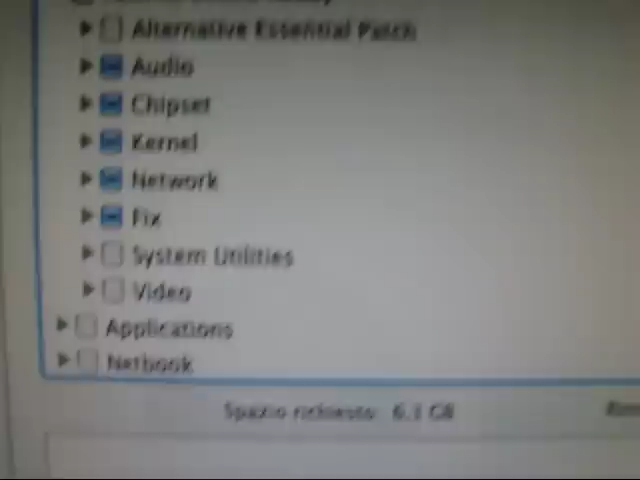 Alternative Essential Patch
Audio
Chipset
Kernel
Network
Fix
System Utilities
Video
Applications
Netbook
Spazio richiesto: 6.1 GB